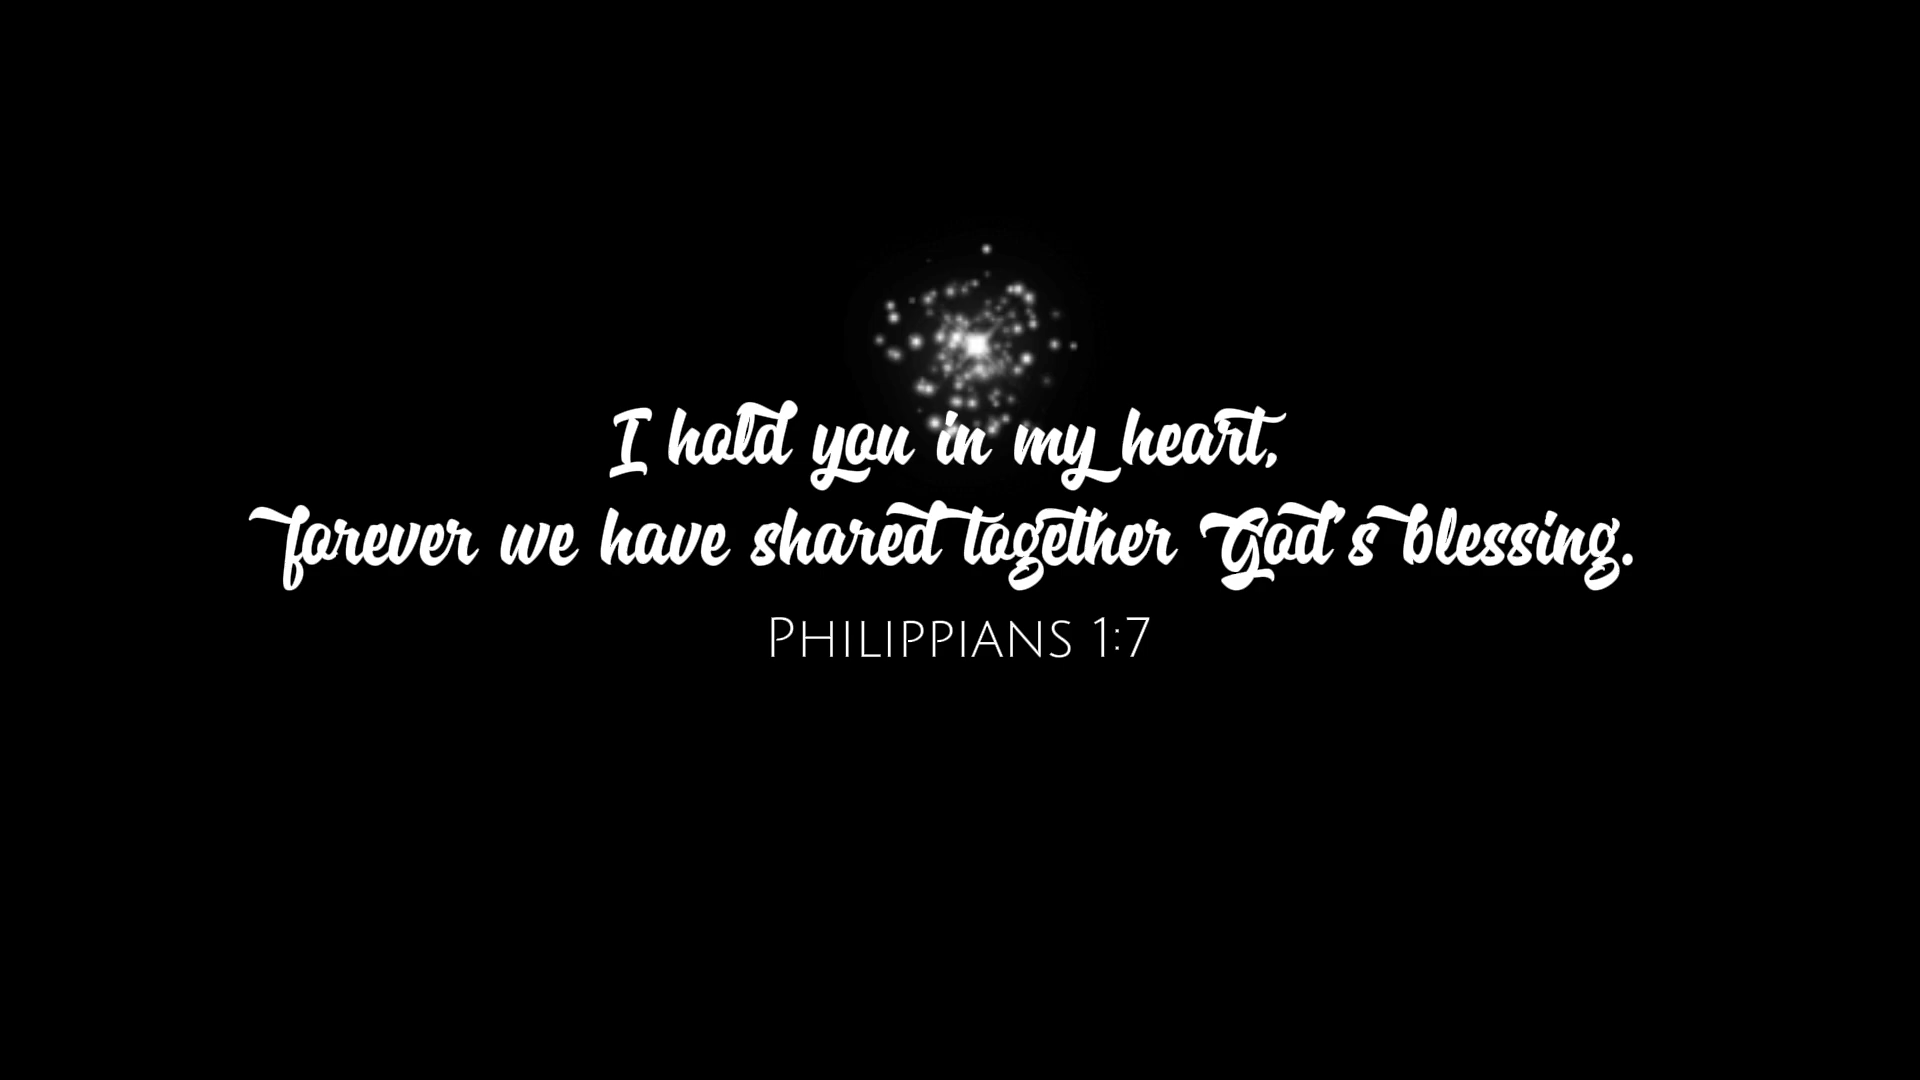 I hold you in my heart,
forever we have shared together God's blessing.
Philippians 1:7